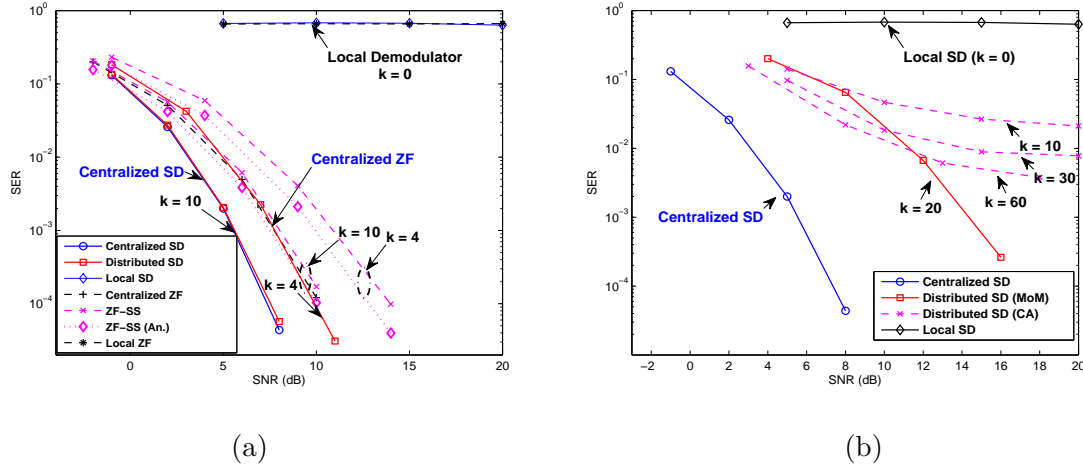 10^0
10^-1
10^-2
10^-3
10^-4
SER
0
5
10
15
20
SNR (dB)
Local Demodulator
k = 0
Centralized SD
Centralized ZF
k = 10
k = 10
k = 4
k = 4
Centralized SD
Distributed SD
Local SD
Centralized ZF
ZF-SS
ZF-SS (An.)
Local ZF
(a)
10^0
10^-1
10^-2
10^-3
10^-4
SER
-2
0
2
4
6
8
10
12
14
16
18
20
SNR (dB)
Local SD (k = 0)
k = 10
k = 30
k = 60
k = 20
Centralized SD
Centralized SD
Distributed SD (MoM)
Distributed SD (CA)
Local SD
(b)